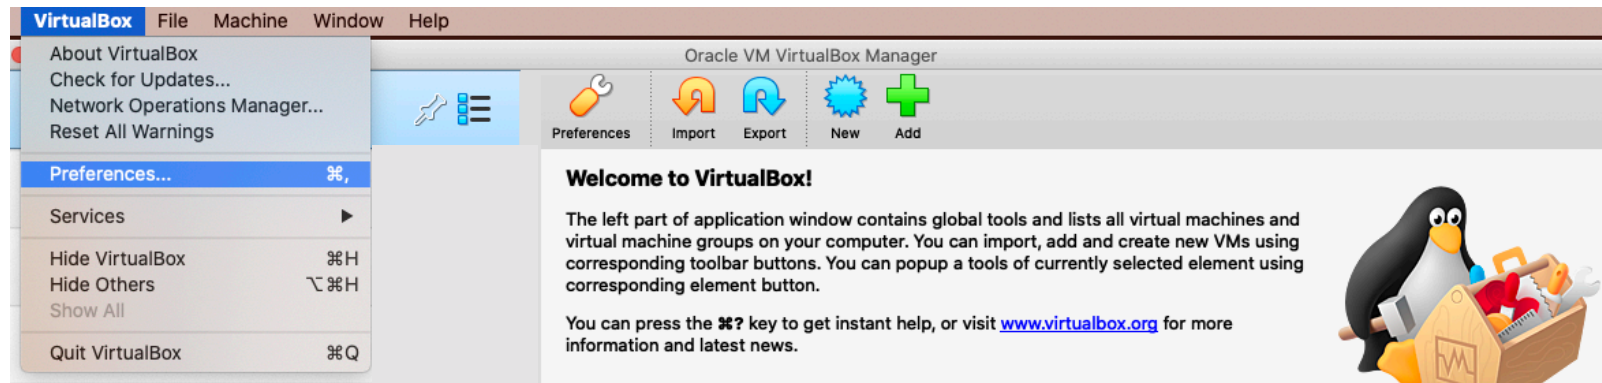 VirtualBox File Machine Window Help
About VirtualBox
Check for Updates...
Network Operations Manager...
Reset All Warnings
Preferences... ⌘,
Services ▶
Hide VirtualBox ⌘H
Hide Others ⌥⌘H
Show All
Quit VirtualBox ⌘Q
Oracle VM VirtualBox Manager
Preferences Import Export New Add
Welcome to VirtualBox!
The left part of application window contains global tools and lists all virtual machines and
virtual machine groups on your computer. You can import, add and create new VMs using
corresponding toolbar buttons. You can popup a tools of currently selected element using
corresponding element button.
You can press the ⌘? key to get instant help, or visit www.virtualbox.org for more
information and latest news.